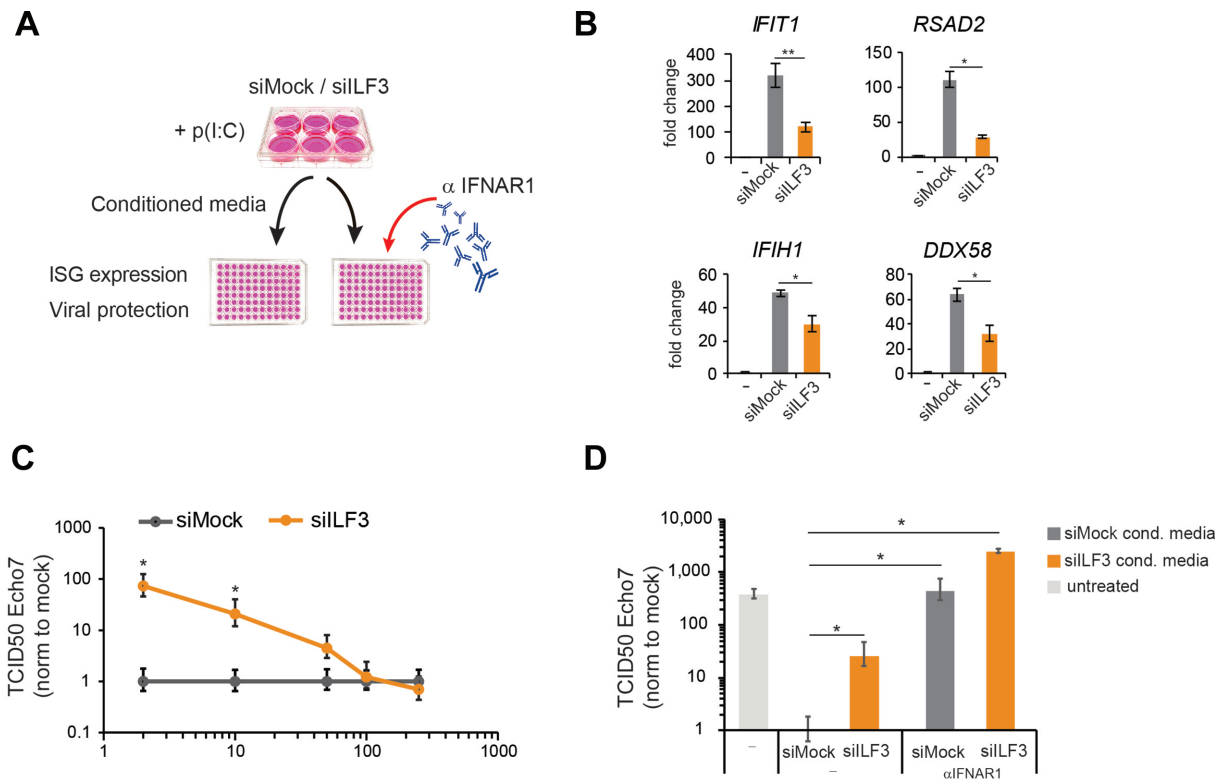 A
siMock / siILF3
+ p(I:C)
α IFNAR1
Conditioned media
ISG expression
Viral protection
B
IFIT1
fold change
400
300
200
100
0
**
-
siMock
siILF3
RSAD2
150
100
50
0
*
-
siMock
siILF3
IFIH1
fold change
60
40
20
0
*
-
siMock
siILF3
DDX58
80
60
40
20
0
*
-
siMock
siILF3
C
siMock
siILF3
TCID50 Echo7
(norm to mock)
1000
100
10
1
0.1
*
*
1
10
100
1000
D
TCID50 Echo7
(norm to mock)
10,000
1,000
100
10
1
*
*
*
siMock cond. media
siILF3 cond. media
untreated
–
siMock
siILF3
–
siMock
siILF3
αIFNAR1